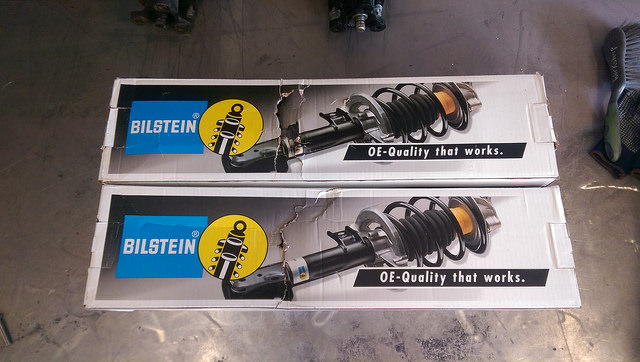 BILSTEIN®
OE-Quality that works.
BILSTEIN®
OE-Quality that works.